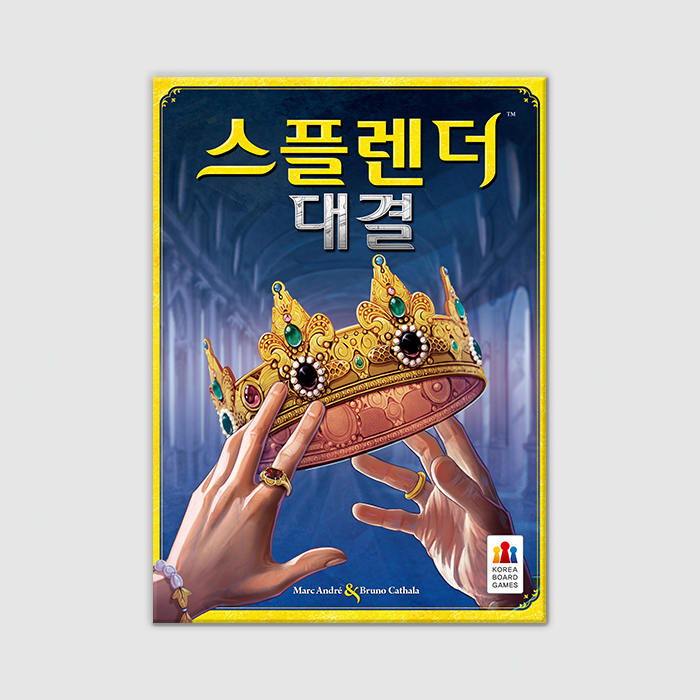 스플렌더™
대결
Marc André & Bruno Cathala
KOREA
BOARD
GAMES